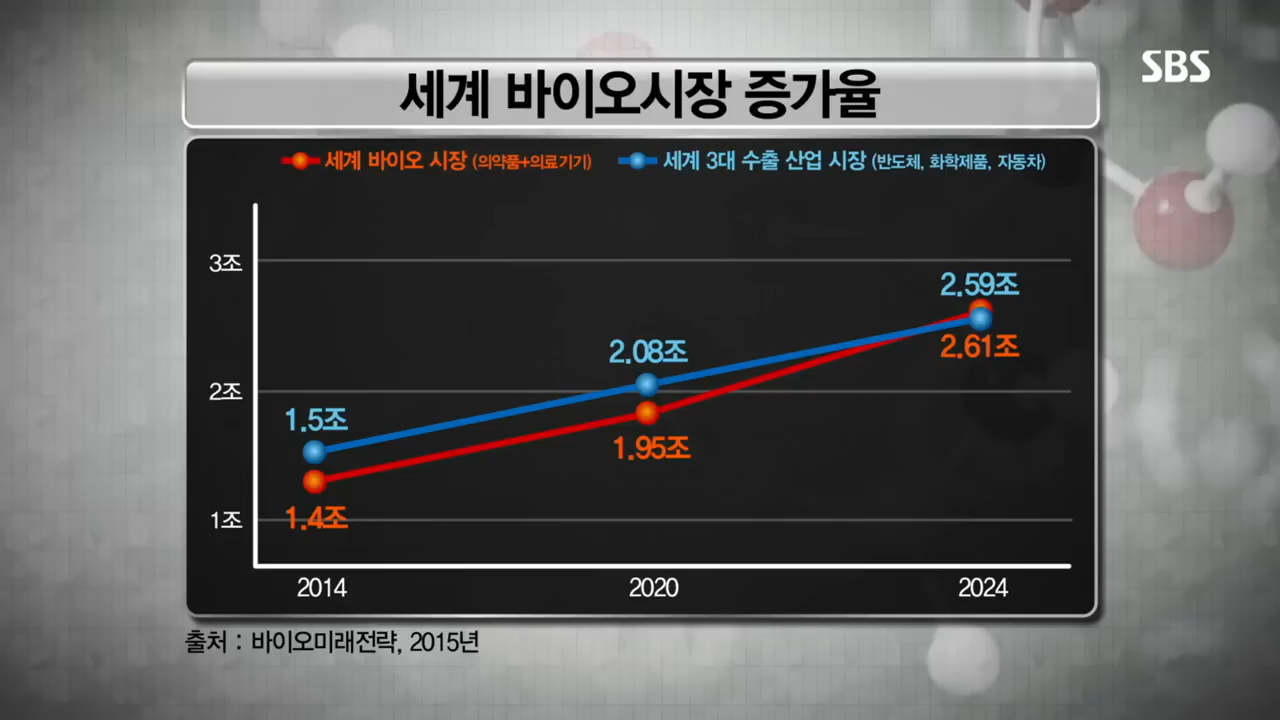 SBS
세계 바이오시장 증가율
세계 바이오 시장 (의약품+의료기기) 세계 3대 수출 산업 시장 (반도체, 화학제품, 자동차)
3조
2.59조
2.61조
2.08조
2조
1.5조
1.95조
1조
1.4조
2014 2020 2024
출처 : 바이오미래전략, 2015년